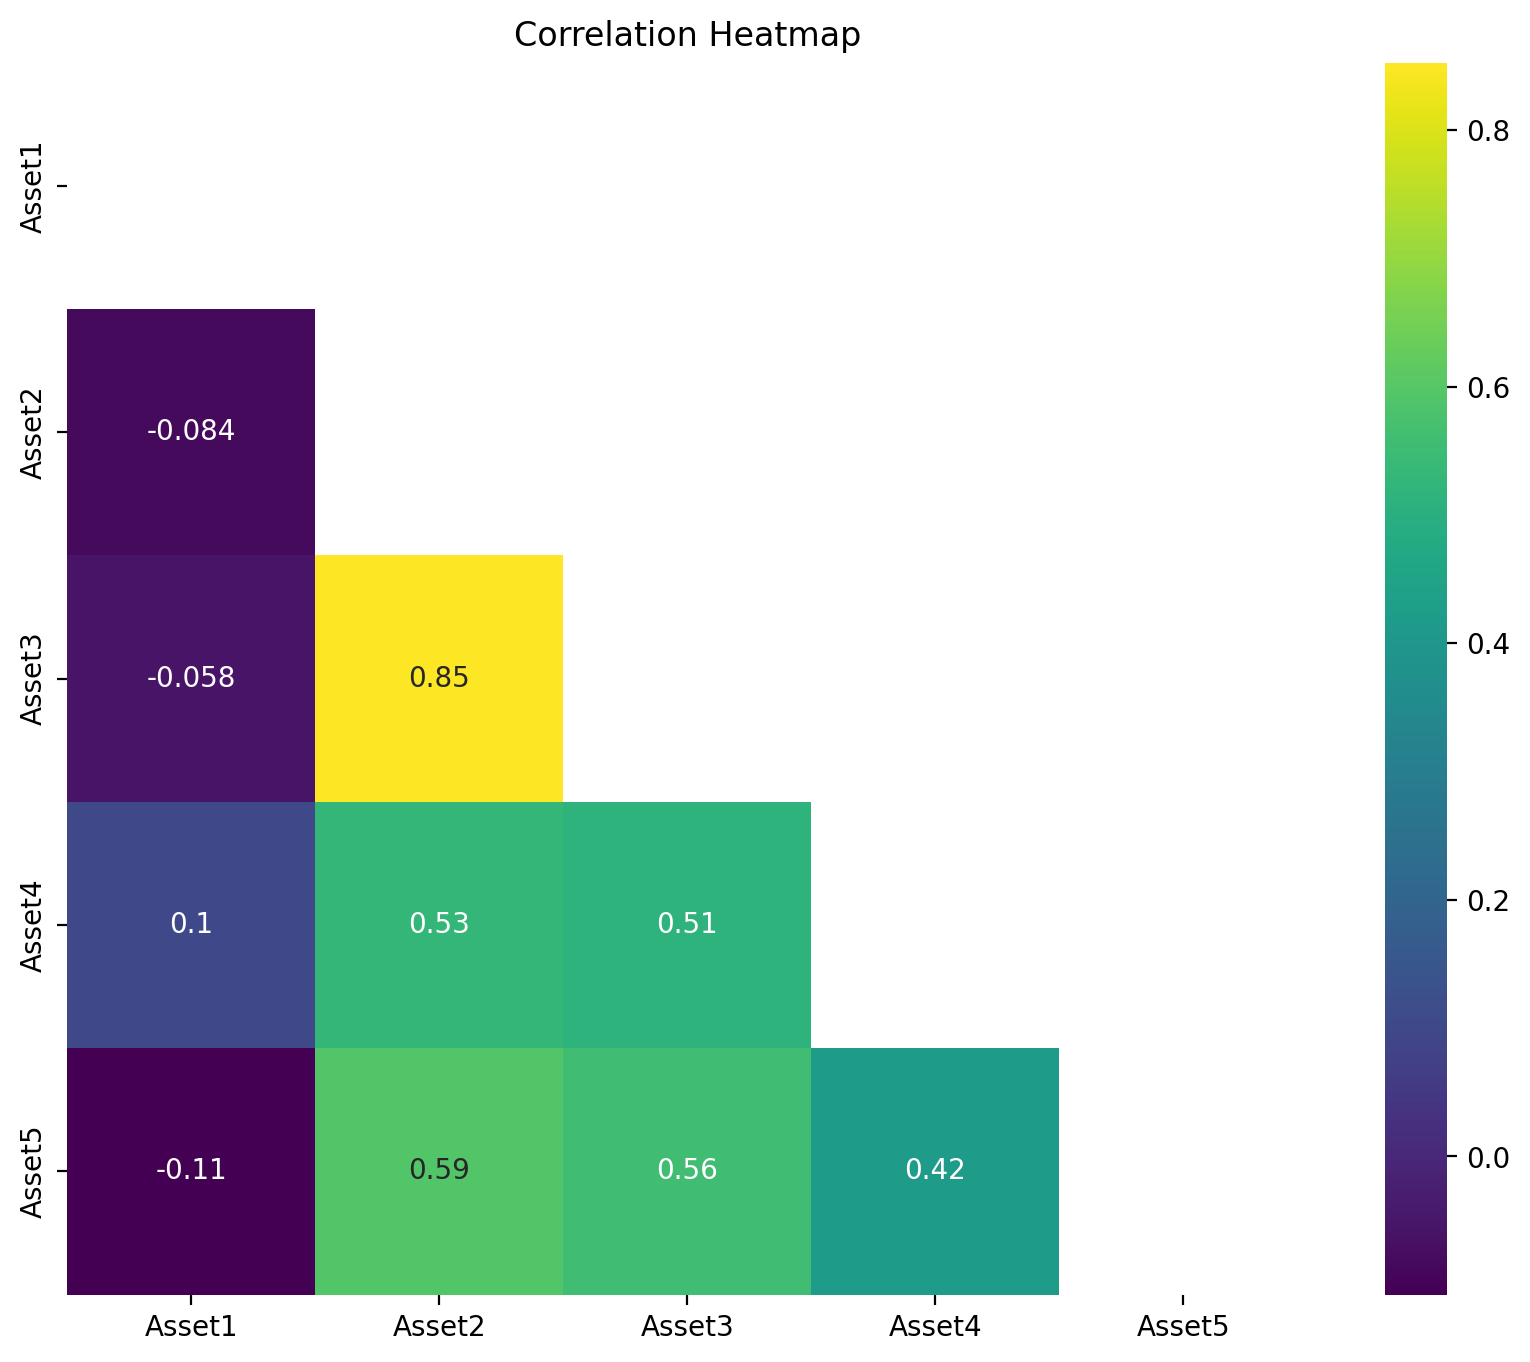 Correlation Heatmap
Asset1
Asset2
-0.084
Asset3
-0.058 0.85
Asset4
0.1 0.53 0.51
Asset5
-0.11 0.59 0.56 0.42
Asset1 Asset2 Asset3 Asset4 Asset5
0.8
0.6
0.4
0.2
0.0